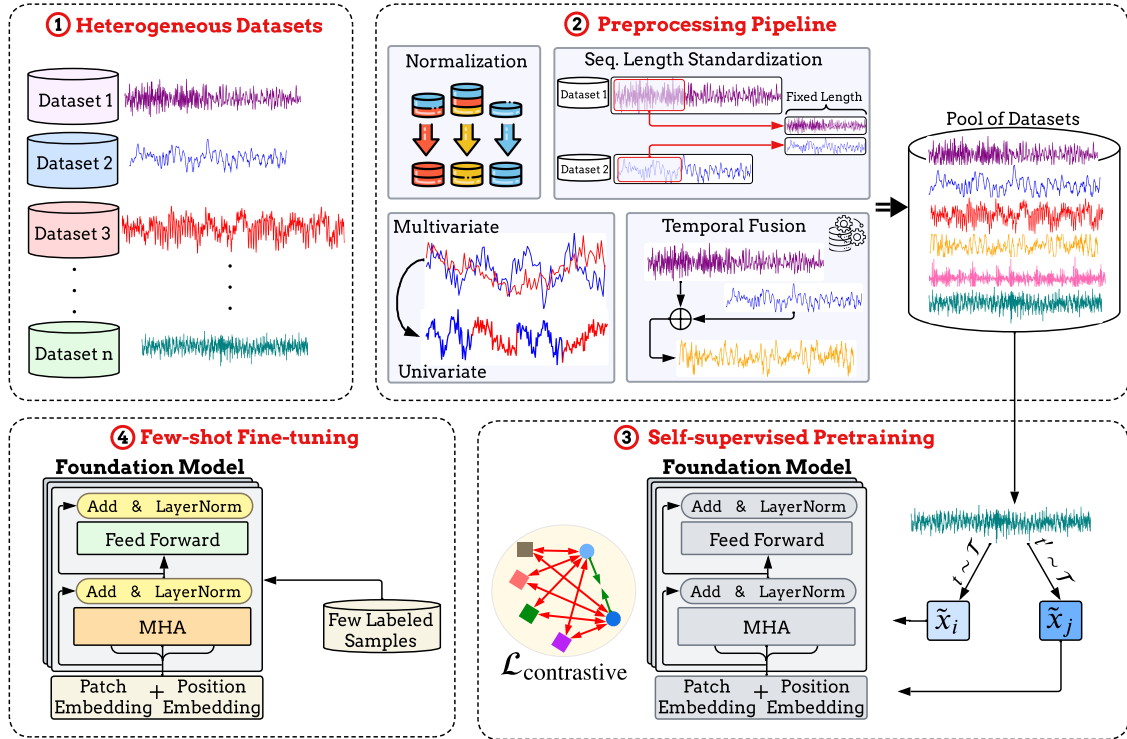 1 Heterogeneous Datasets
Dataset 1
Dataset 2
Dataset 3
Dataset n
2 Preprocessing Pipeline
Normalization
Seq. Length Standardization
Dataset 1
Fixed Length
Dataset 2
Multivariate
Univariate
Temporal Fusion
Pool of Datasets
4 Few-shot Fine-tuning
Foundation Model
Add & LayerNorm
Feed Forward
Add & LayerNorm
MHA
Patch
Embedding
+
Position
Embedding
Few Labeled
Samples
3 Self-supervised Pretraining
Foundation Model
Add & LayerNorm
Feed Forward
Add & LayerNorm
MHA
Patch
Embedding
+
Position
Embedding
ℒcontrastive
t ~ 𝒯
t' ~ 𝒯
x̃ᵢ
x̃ⱼ